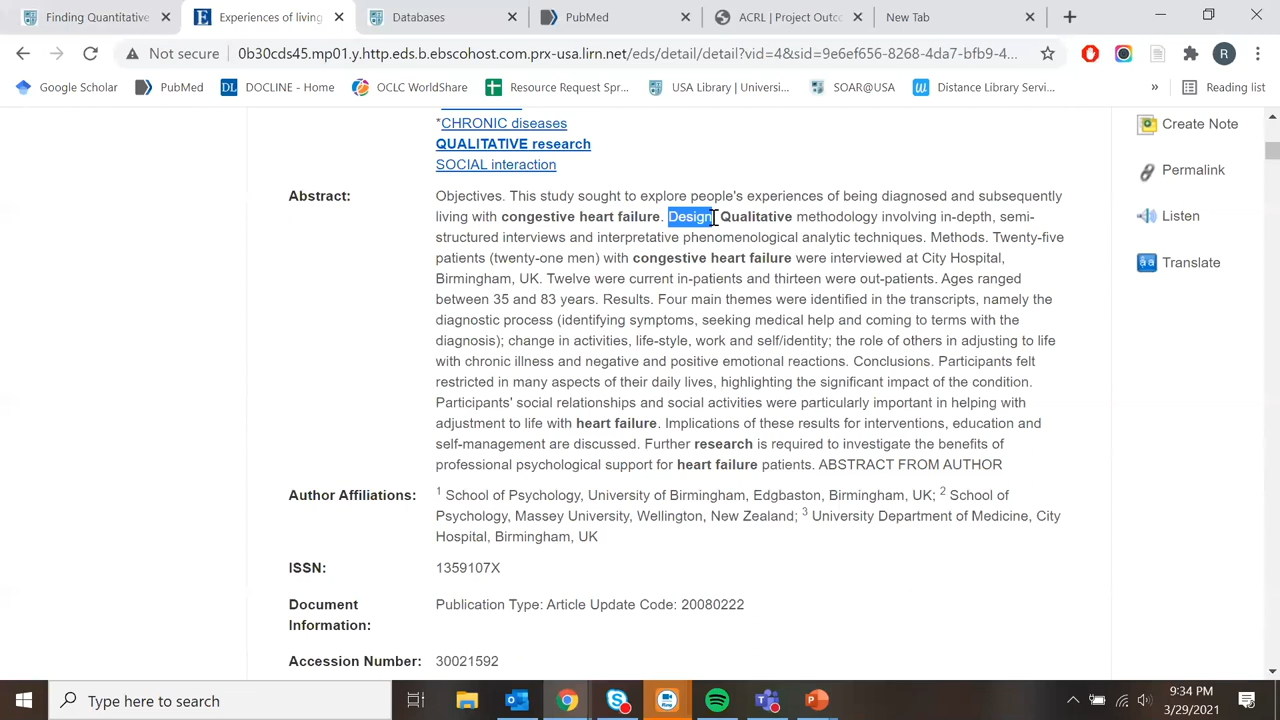 Finding Quantitative
Experiences of living
Databases
PubMed
ACRL | Project Outc
New Tab
Not secure
0b30cds45.mp01.y.http.eds.b.ebscohost.com.prx-usa.lirn.net/eds/detail/detail?vid=4&sid=9e6ef656-8268-4da7-bfb9-4...
R
Google Scholar
PubMed
DOCLINE - Home
OCLC WorldShare
Resource Request Spr...
USA Library | Universi...
SOAR@USA
Distance Library Servi...
»
Reading list
*CHRONIC diseases
QUALITATIVE research
SOCIAL interaction
Create Note
Permalink
Listen
Translate
Abstract:
Objectives. This study sought to explore people's experiences of being diagnosed and subsequently
living with congestive heart failure. Design. Qualitative methodology involving in-depth, semi-
structured interviews and interpretative phenomenological analytic techniques. Methods. Twenty-five
patients (twenty-one men) with congestive heart failure were interviewed at City Hospital,
Birmingham, UK. Twelve were current in-patients and thirteen were out-patients. Ages ranged
between 35 and 83 years. Results. Four main themes were identified in the transcripts, namely the
diagnostic process (identifying symptoms, seeking medical help and coming to terms with the
diagnosis); change in activities, life-style, work and self/identity; the role of others in adjusting to life
with chronic illness and negative and positive emotional reactions. Conclusions. Participants felt
restricted in many aspects of their daily lives, highlighting the significant impact of the condition.
Participants' social relationships and social activities were particularly important in helping with
adjustment to life with heart failure. Implications of these results for interventions, education and
self-management are discussed. Further research is required to investigate the benefits of
professional psychological support for heart failure patients. ABSTRACT FROM AUTHOR
Author Affiliations:
1 School of Psychology, University of Birmingham, Edgbaston, Birmingham, UK; 2 School of
Psychology, Massey University, Wellington, New Zealand; 3 University Department of Medicine, City
Hospital, Birmingham, UK
ISSN:
1359107X
Document
Information:
Publication Type: Article Update Code: 20080222
Accession Number:
30021592
Type here to search
9:34 PM
3/29/2021